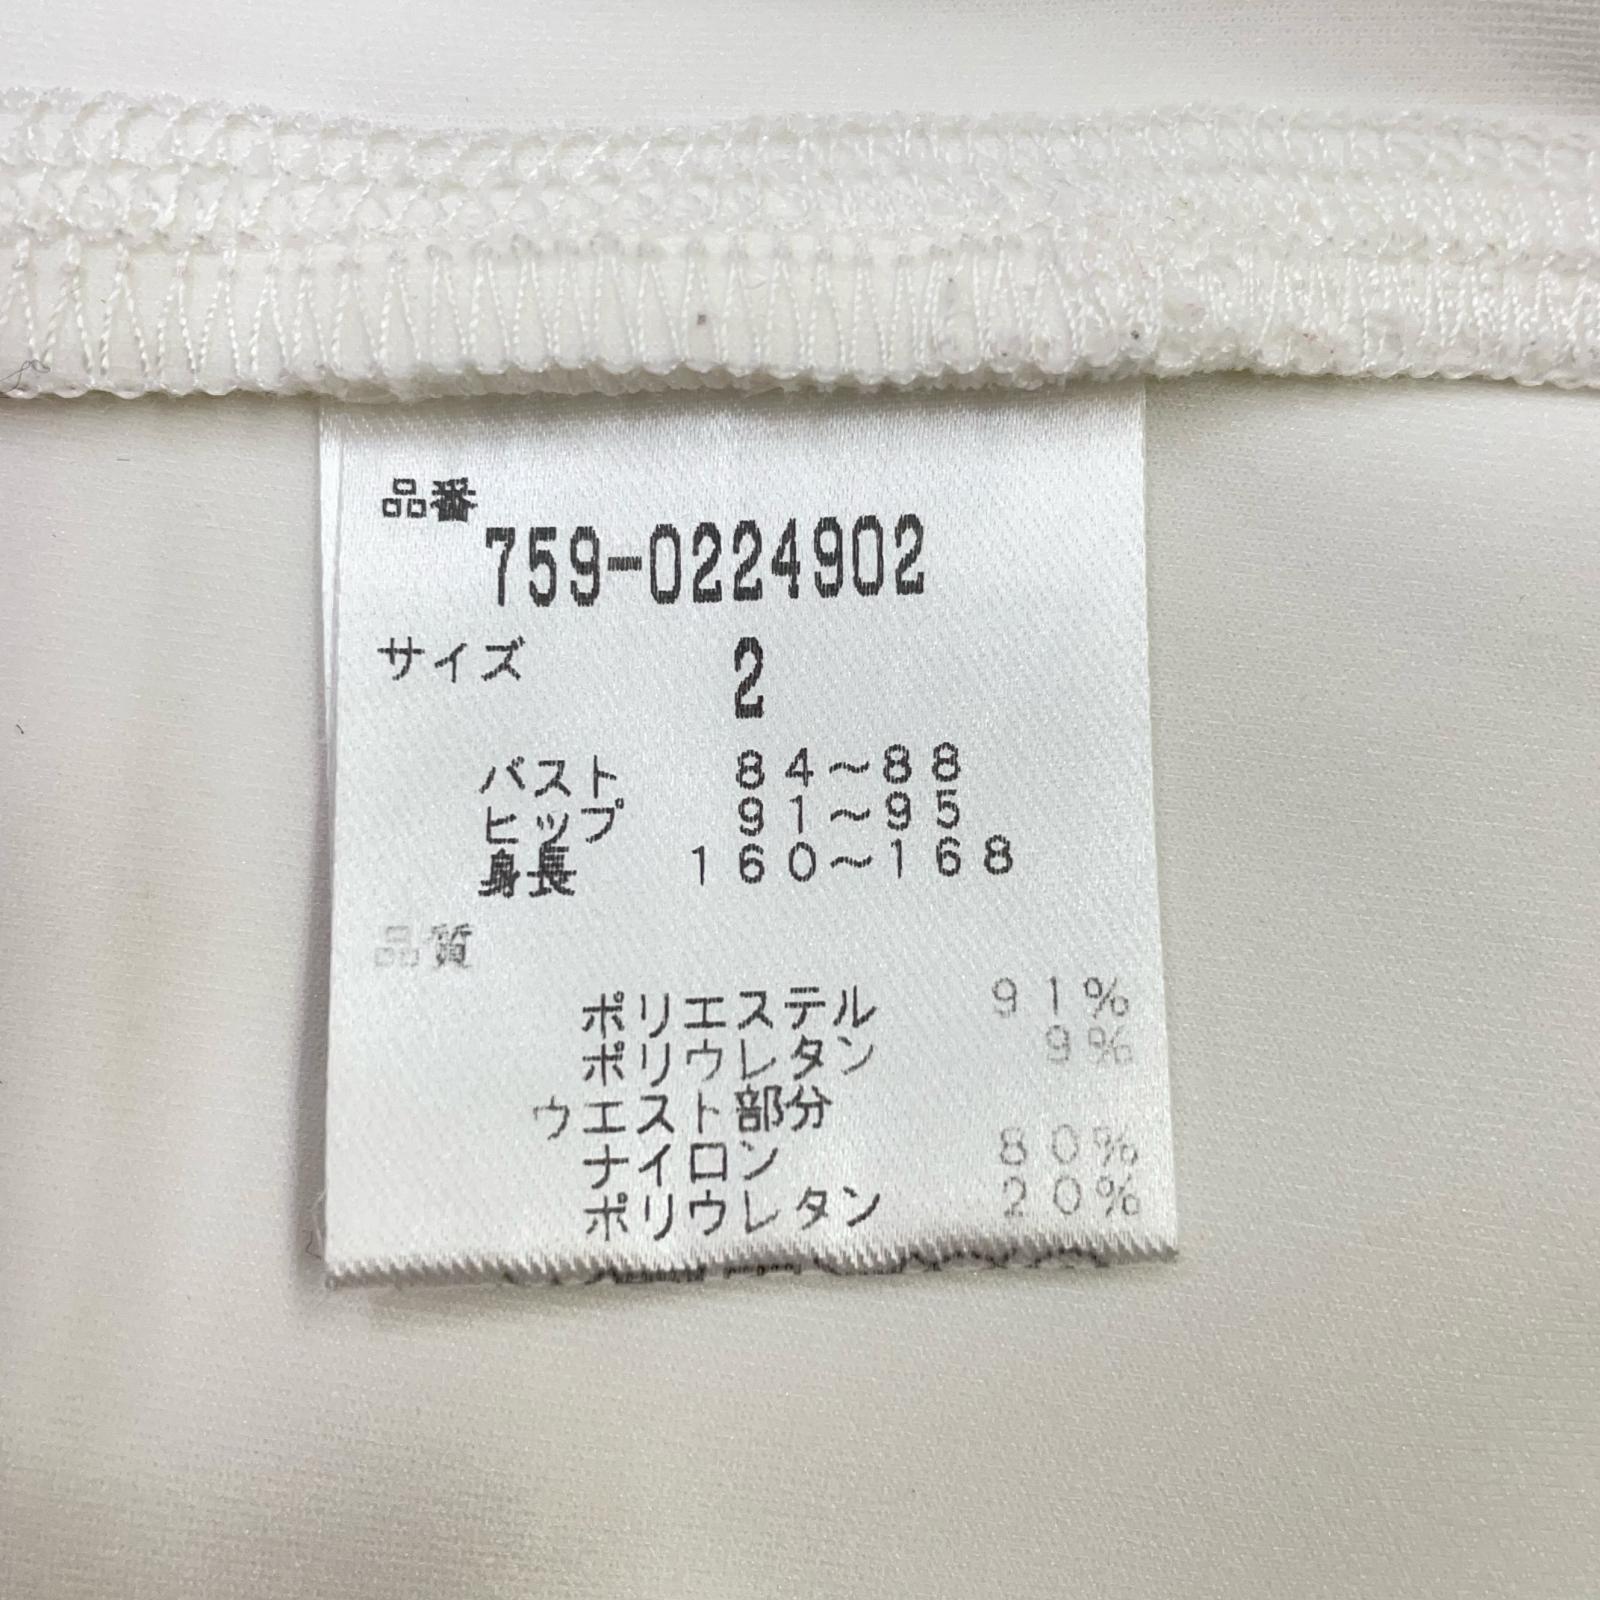 品番
759-0224902
サイズ 2
バスト 84～88
ヒップ 91～95
身長 160～168
品質
ポリエステル 91%
ポリウレタン 9%
ウエスト部分
ナイロン 80%
ポリウレタン 20%